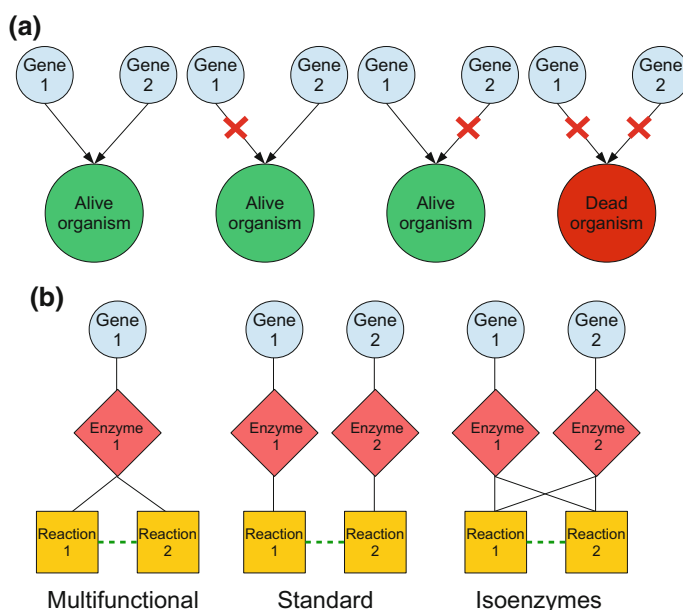 (a)
Gene
1
Gene
2
Gene
1
Gene
2
Gene
1
Gene
2
Gene
1
Gene
2
Alive
organism
Alive
organism
Alive
organism
Dead
organism
(b)
Gene
1
Gene
1
Gene
2
Gene
1
Gene
2
Enzyme
1
Enzyme
1
Enzyme
2
Enzyme
1
Enzyme
2
Reaction
1
Reaction
2
Reaction
1
Reaction
2
Reaction
1
Reaction
2
Multifunctional
Standard
Isoenzymes